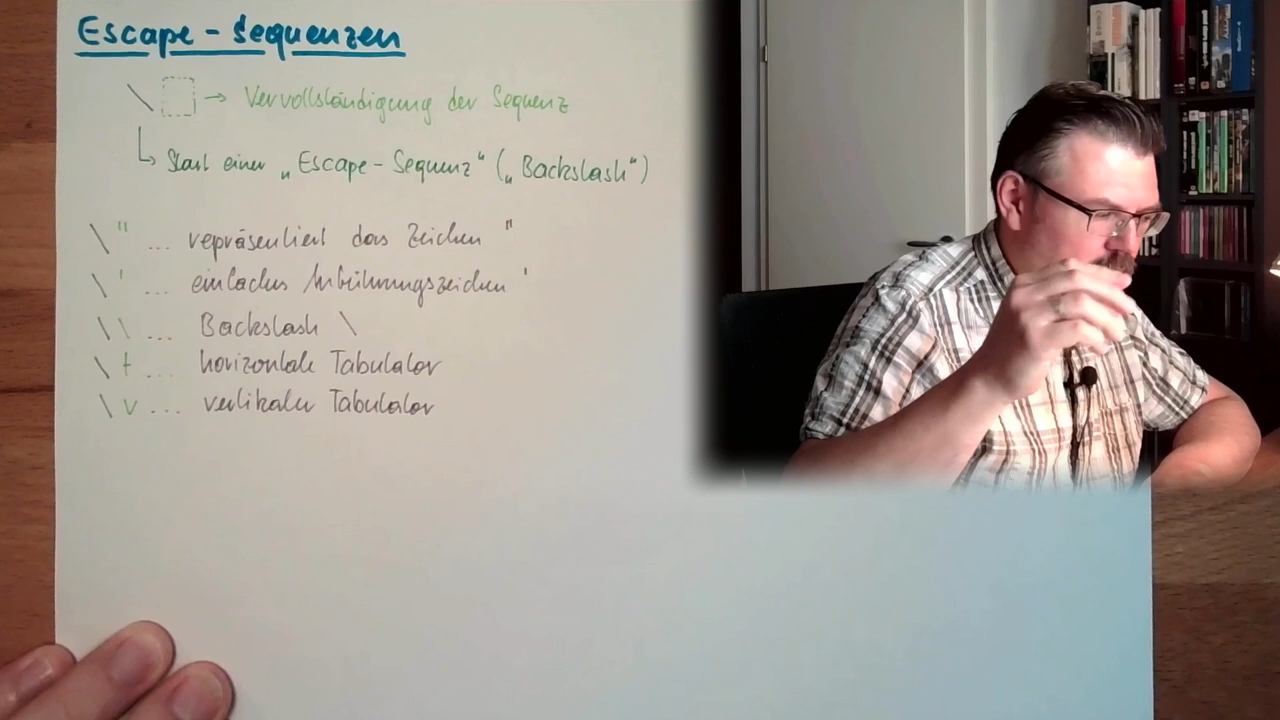 Escape-Sequenzen
\ → Vervollständigung der Sequenz
Start einer „Escape-Sequenz“ („Backslash“)
\" ... repräsentiert das Zeichen "
\' ... einfaches Anführungszeichen '
\\ ... Backslash \
\t ... horizontale Tabulator
\v ... vertikaler Tabulator